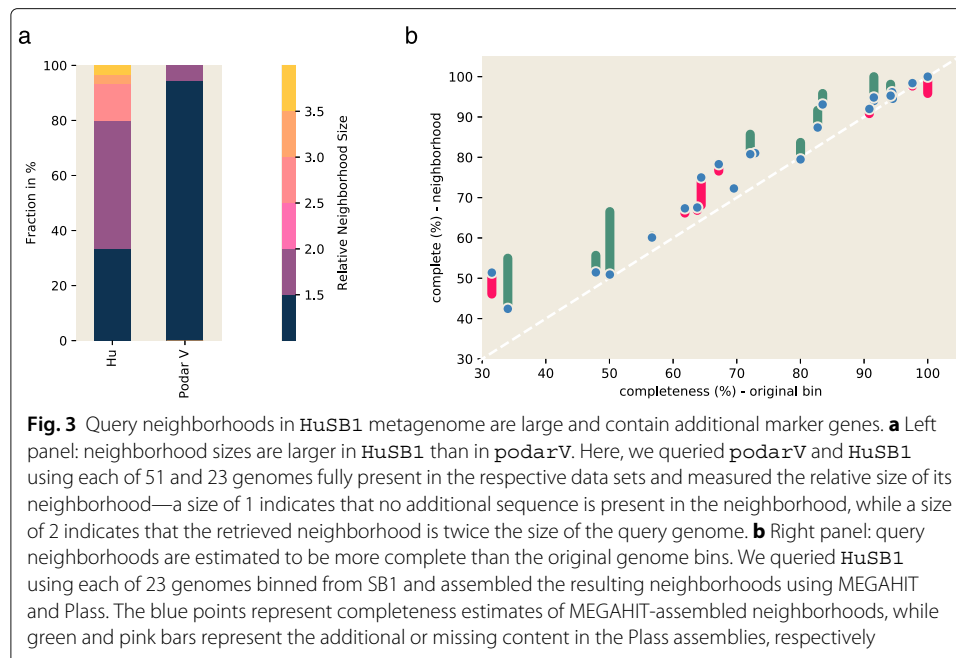 a
b
100
80
60
40
20
0
Fraction in %
Hu
Podar V
3.5
3.0
2.5
2.0
1.5
Relative Neighborhood Size
100
90
80
70
60
50
40
30
complete (%) - neighborhood
30
40
50
60
70
80
90
100
completeness (%) - original bin
Fig. 3 Query neighborhoods in HuSB1 metagenome are large and contain additional marker genes. a Left
panel: neighborhood sizes are larger in HuSB1 than in podarV. Here, we queried podarV and HuSB1
using each of 51 and 23 genomes fully present in the respective data sets and measured the relative size of its
neighborhood—a size of 1 indicates that no additional sequence is present in the neighborhood, while a size
of 2 indicates that the retrieved neighborhood is twice the size of the query genome. b Right panel: query
neighborhoods are estimated to be more complete than the original genome bins. We queried HuSB1
using each of 23 genomes binned from SB1 and assembled the resulting neighborhoods using MEGAHIT
and Plass. The blue points represent completeness estimates of MEGAHIT-assembled neighborhoods, while
green and pink bars represent the additional or missing content in the Plass assemblies, respectively